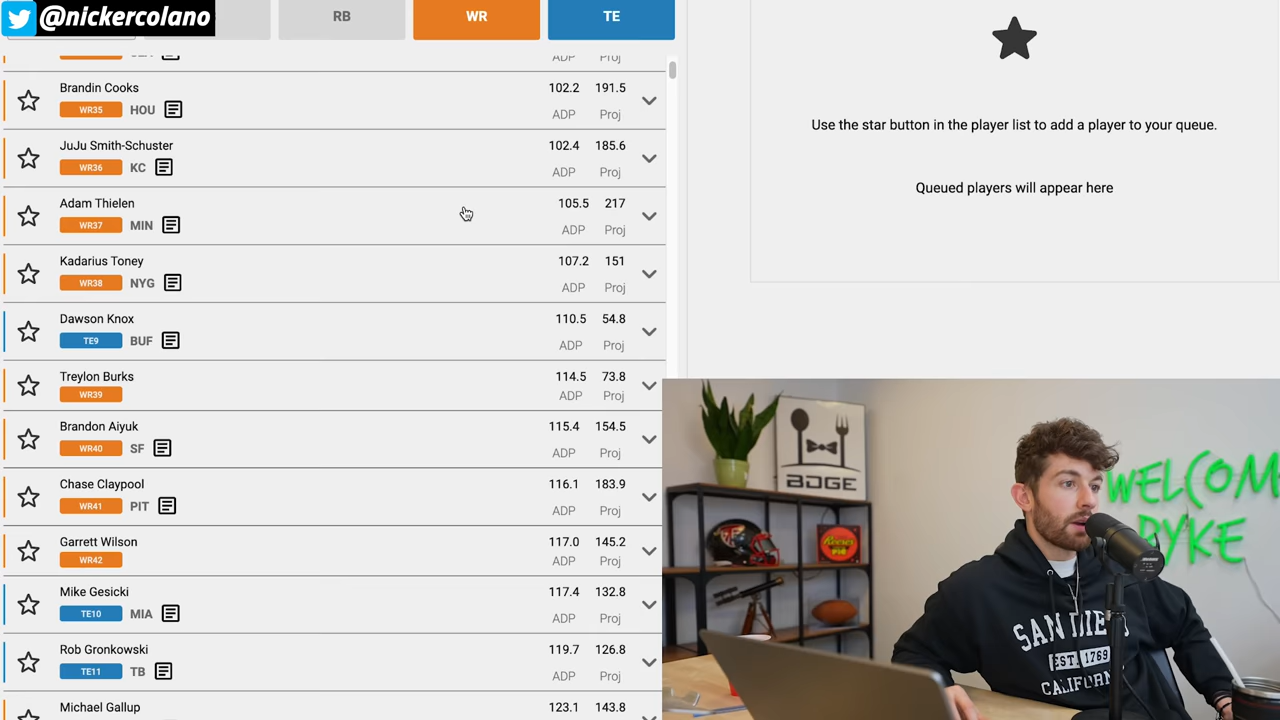 @nickercolano
RB
WR
TE
ADP Proj
Brandin Cooks 102.2 191.5
WR35 HOU ADP Proj
JuJu Smith-Schuster 102.4 185.6
WR36 KC ADP Proj
Adam Thielen 105.5 217
WR37 MIN ADP Proj
Kadarius Toney 107.2 151
WR38 NYG ADP Proj
Dawson Knox 110.5 54.8
TE9 BUF ADP Proj
Treylon Burks 114.5 73.8
WR39 ADP Proj
Brandon Aiyuk 115.4 154.5
WR40 SF ADP Proj
Chase Claypool 116.1 183.9
WR41 PIT ADP Proj
Garrett Wilson 117.0 145.2
WR42 ADP Proj
Mike Gesicki 117.4 132.8
TE10 MIA ADP Proj
Rob Gronkowski 119.7 126.8
TE11 TB ADP Proj
Michael Gallup 123.1 143.8
Use the star button in the player list to add a player to your queue.
Queued players will appear here
BDGE
Reese's
WELCOM
DYKE
SAN DIE
EST. 1769
CALIFORN